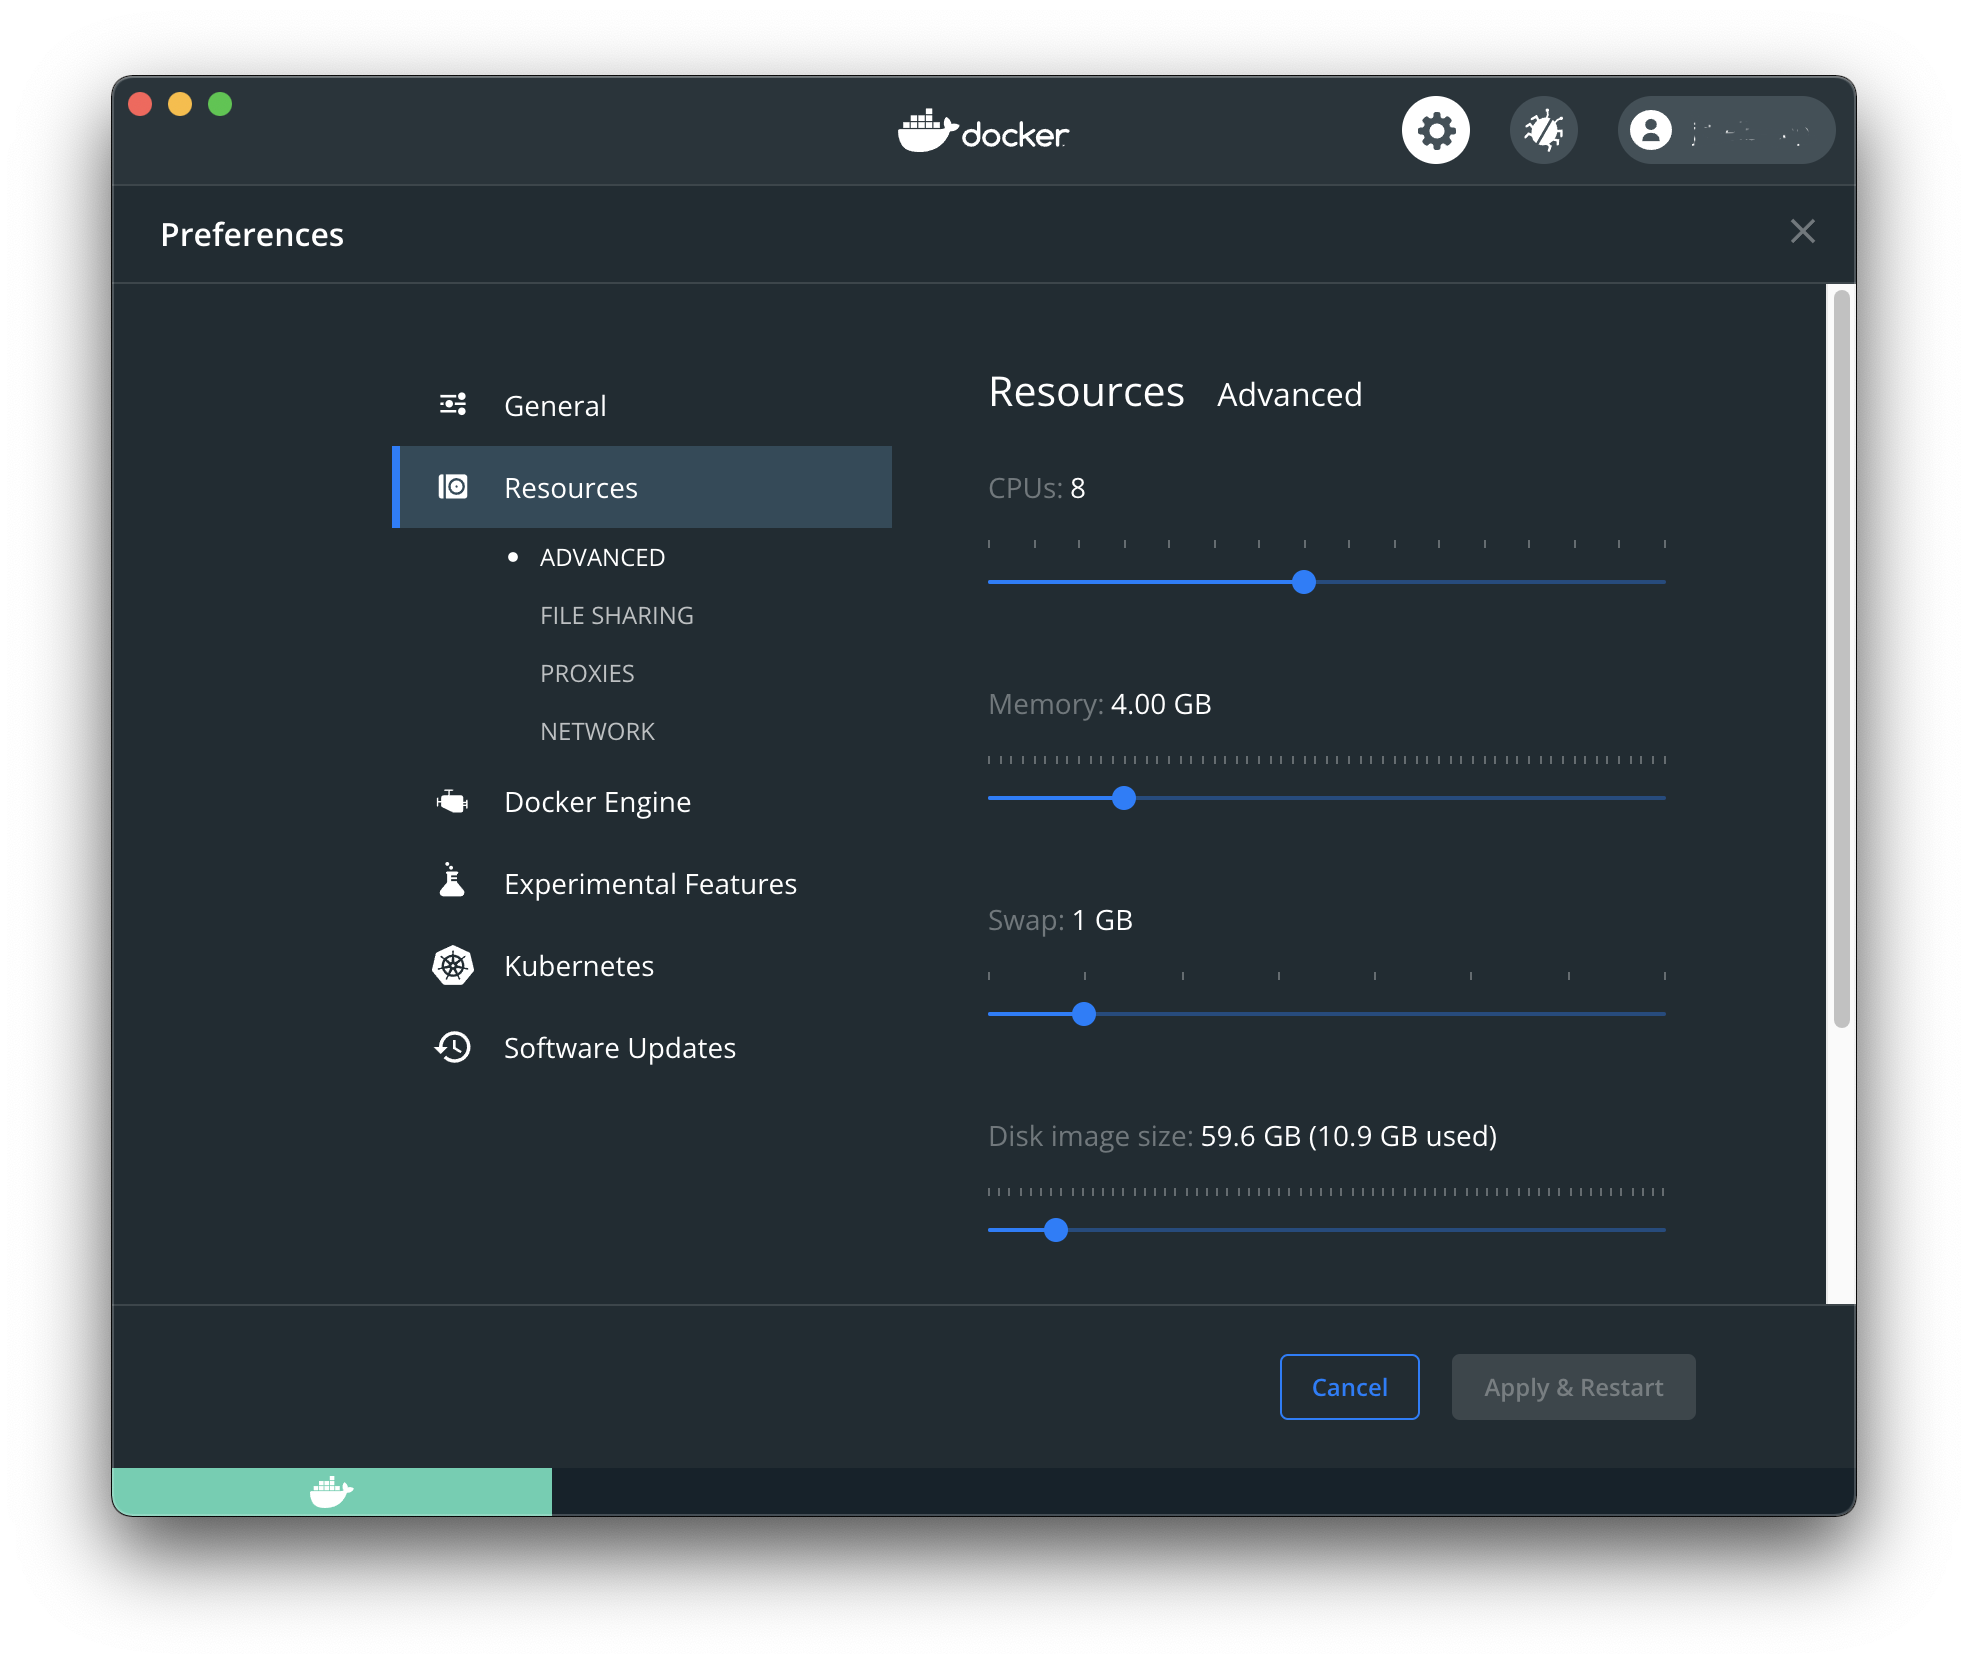 docker
Preferences
General
Resources
ADVANCED
FILE SHARING
PROXIES
NETWORK
Docker Engine
Experimental Features
Kubernetes
Software Updates
Resources Advanced
CPUs: 8
Memory: 4.00 GB
Swap: 1 GB
Disk image size: 59.6 GB (10.9 GB used)
Cancel
Apply & Restart